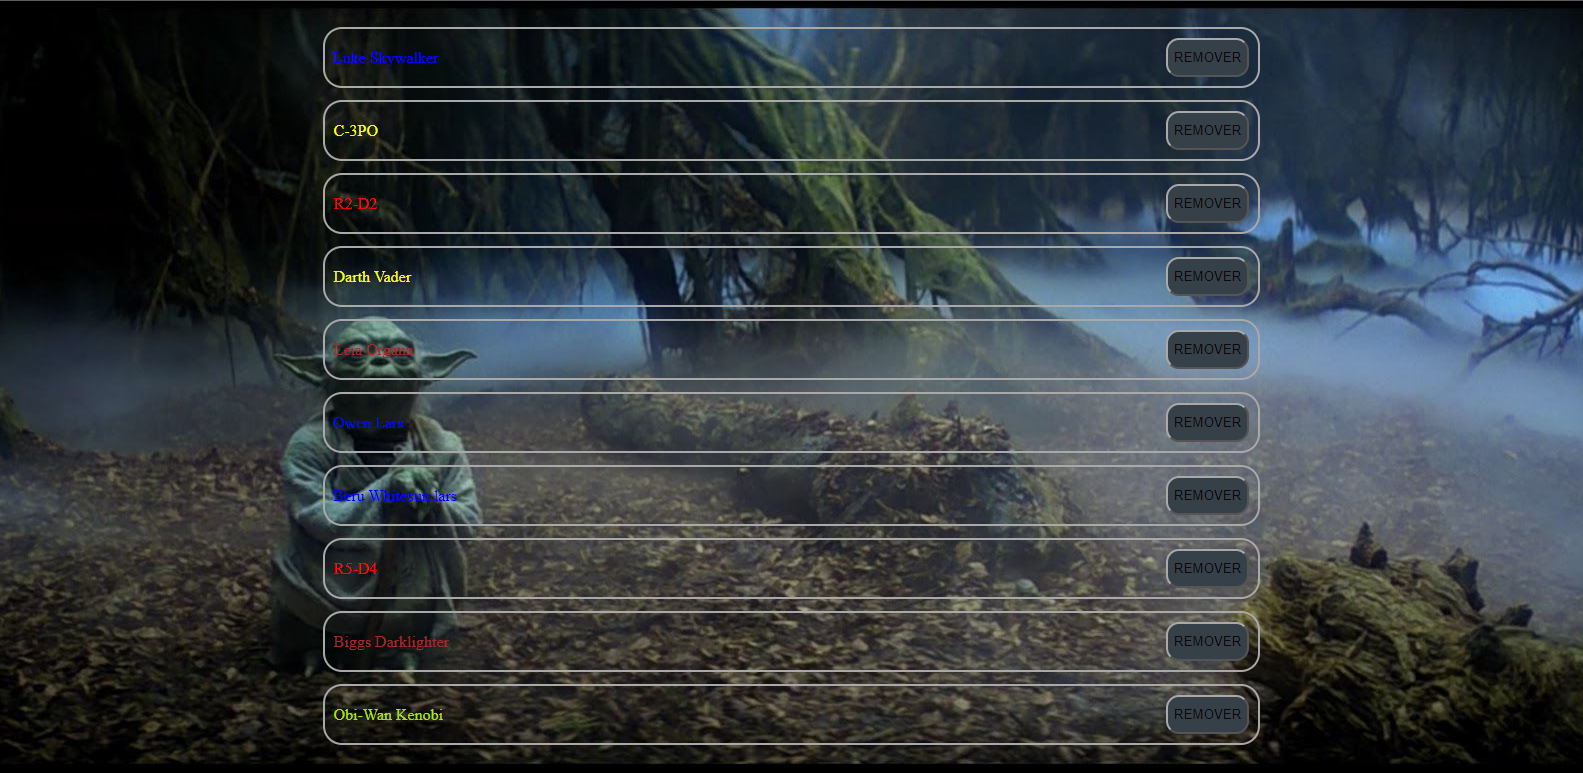 Luke Skywalker REMOVER
C-3PO REMOVER
R2-D2 REMOVER
Darth Vader REMOVER
Leia Organa REMOVER
Owen Lars REMOVER
Beru Whitesun lars REMOVER
R5-D4 REMOVER
Biggs Darklighter REMOVER
Obi-Wan Kenobi REMOVER